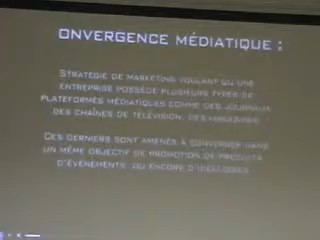 ONVERGENCE MÉDIATIQUE :
STRATÉGIE DE MARKETING VOULANT QU'UNE
ENTREPRISE POSSÈDE PLUSIEURS TYPES DE
PLATEFORMES MÉDIATIQUES COMME DES JOURNAUX,
DES CHAÎNES DE TÉLÉVISION, DES MAGAZINES.
CES DERNIERS SONT AMENÉS À CONVERGER DANS
UN MÊME OBJECTIF DE PROMOTION DE PRODUITS,
D'ÉVÉNEMENTS OU ENCORE D'IDÉOLOGIES.